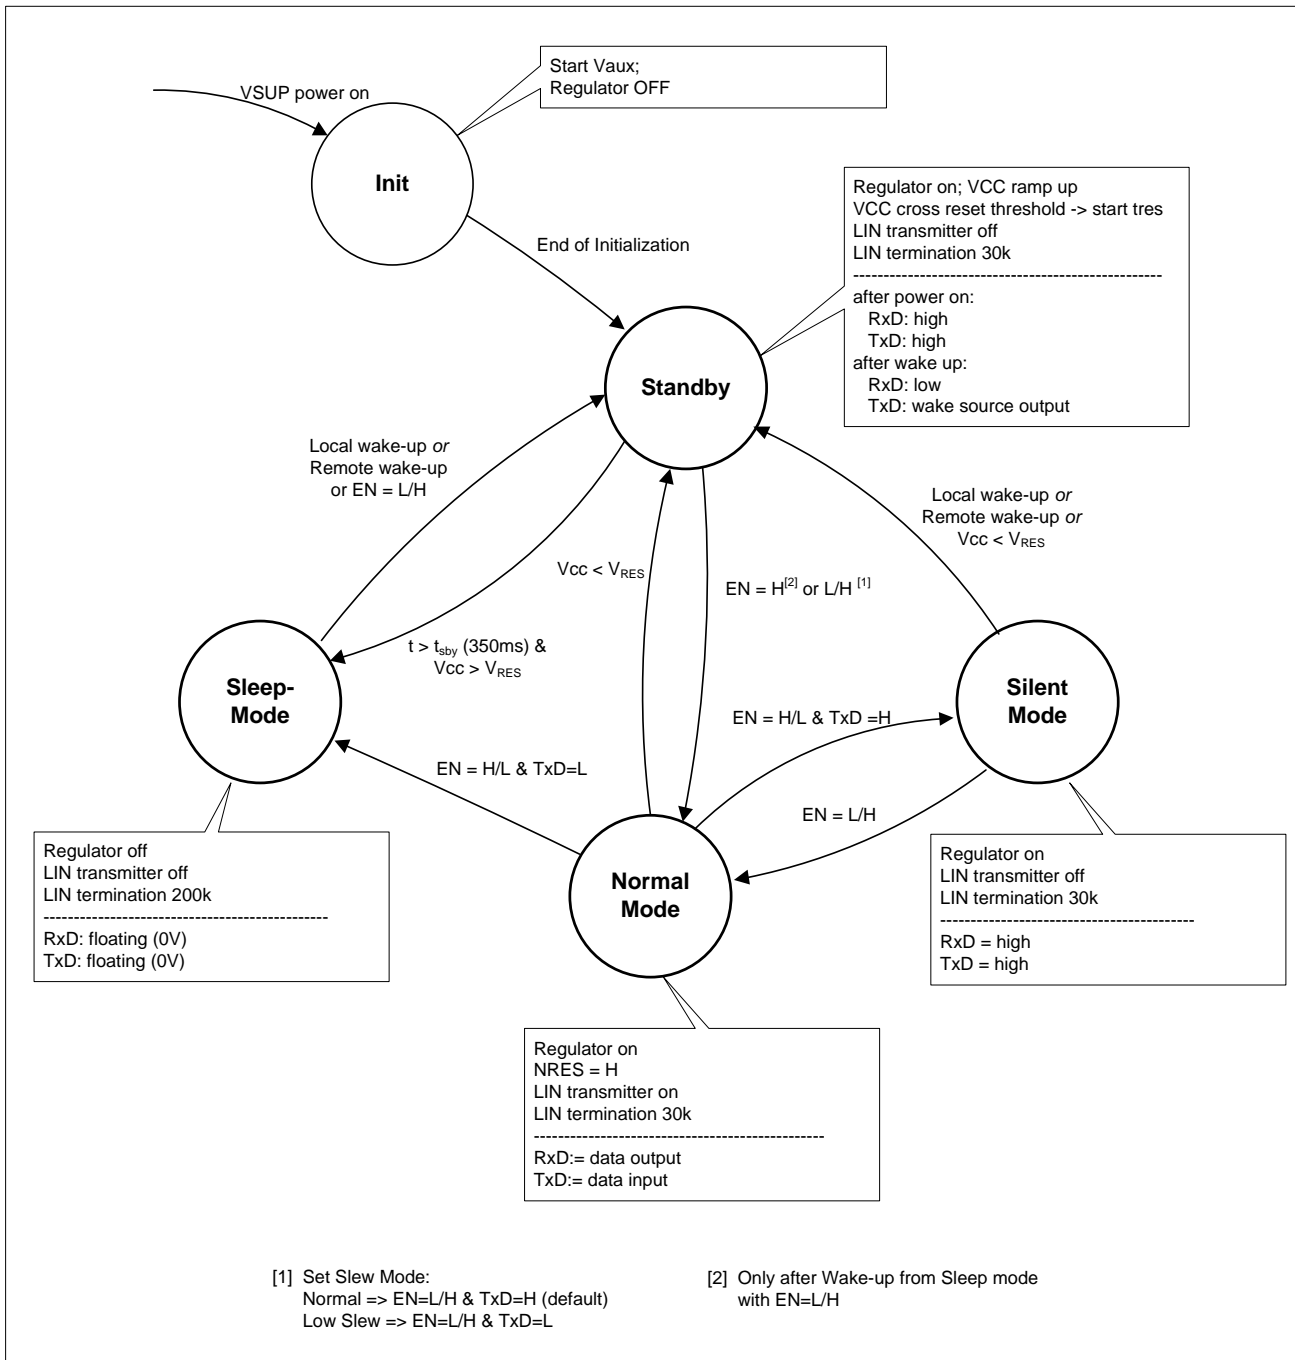 VSUP power on
Start Vaux;
Regulator OFF
Init
End of Initialization
Regulator on; VCC ramp up
VCC cross reset threshold -> start tres
LIN transmitter off
LIN termination 30k
---------------------------------------------------
after power on:
RxD: high
TxD: high
after wake up:
RxD: low
TxD: wake source output
Standby
Local wake-up or
Remote wake-up
or EN = L/H
Local wake-up or
Remote wake-up or
Vcc < VRES
Vcc < VRES
EN = H[2] or L/H [1]
t > tsby (350ms) &
Vcc > VRES
Sleep-
Mode
Silent
Mode
EN = H/L & TxD =H
EN = H/L & TxD=L
EN = L/H
Regulator off
LIN transmitter off
LIN termination 200k
-----------------------------------------------
RxD: floating (0V)
TxD: floating (0V)
Normal
Mode
Regulator on
LIN transmitter off
LIN termination 30k
------------------------------------------
RxD = high
TxD = high
Regulator on
NRES = H
LIN transmitter on
LIN termination 30k
------------------------------------------------
RxD:= data output
TxD:= data input
[1] Set Slew Mode:
Normal => EN=L/H & TxD=H (default)
Low Slew => EN=L/H & TxD=L
[2] Only after Wake-up from Sleep mode
with EN=L/H